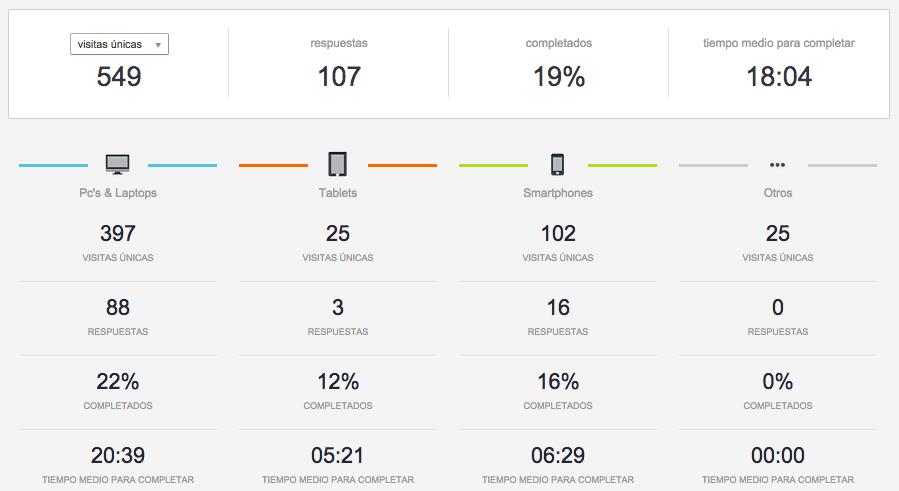 visitas únicas
respuestas
completados
tiempo medio para completar
549
107
19%
18:04
Pc's & Laptops
Tablets
Smartphones
Otros
397
25
102
25
VISITAS ÚNICAS
VISITAS ÚNICAS
VISITAS ÚNICAS
VISITAS ÚNICAS
88
3
16
0
RESPUESTAS
RESPUESTAS
RESPUESTAS
RESPUESTAS
22%
12%
16%
0%
COMPLETADOS
COMPLETADOS
COMPLETADOS
COMPLETADOS
20:39
05:21
06:29
00:00
TIEMPO MEDIO PARA COMPLETAR
TIEMPO MEDIO PARA COMPLETAR
TIEMPO MEDIO PARA COMPLETAR
TIEMPO MEDIO PARA COMPLETAR